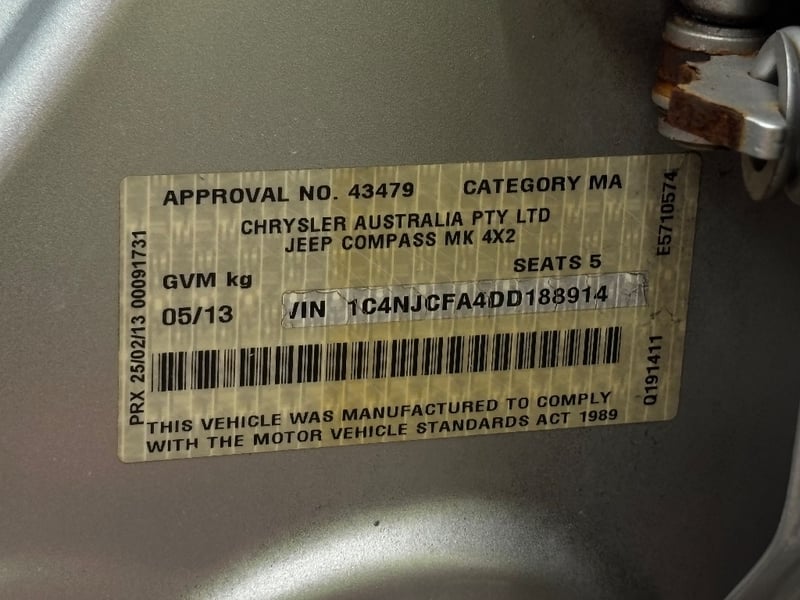 APPROVAL NO. 43479 CATEGORY MA
CHRYSLER AUSTRALIA PTY LTD
JEEP COMPASS MK 4X2
SEATS 5
GVM kg
05/13
VIN 1C4NJCFA4DD188914
THIS VEHICLE WAS MANUFACTURED TO COMPLY
WITH THE MOTOR VEHICLE STANDARDS ACT 1989
PRX 25/02/13 00091731
E5710574
Q191411